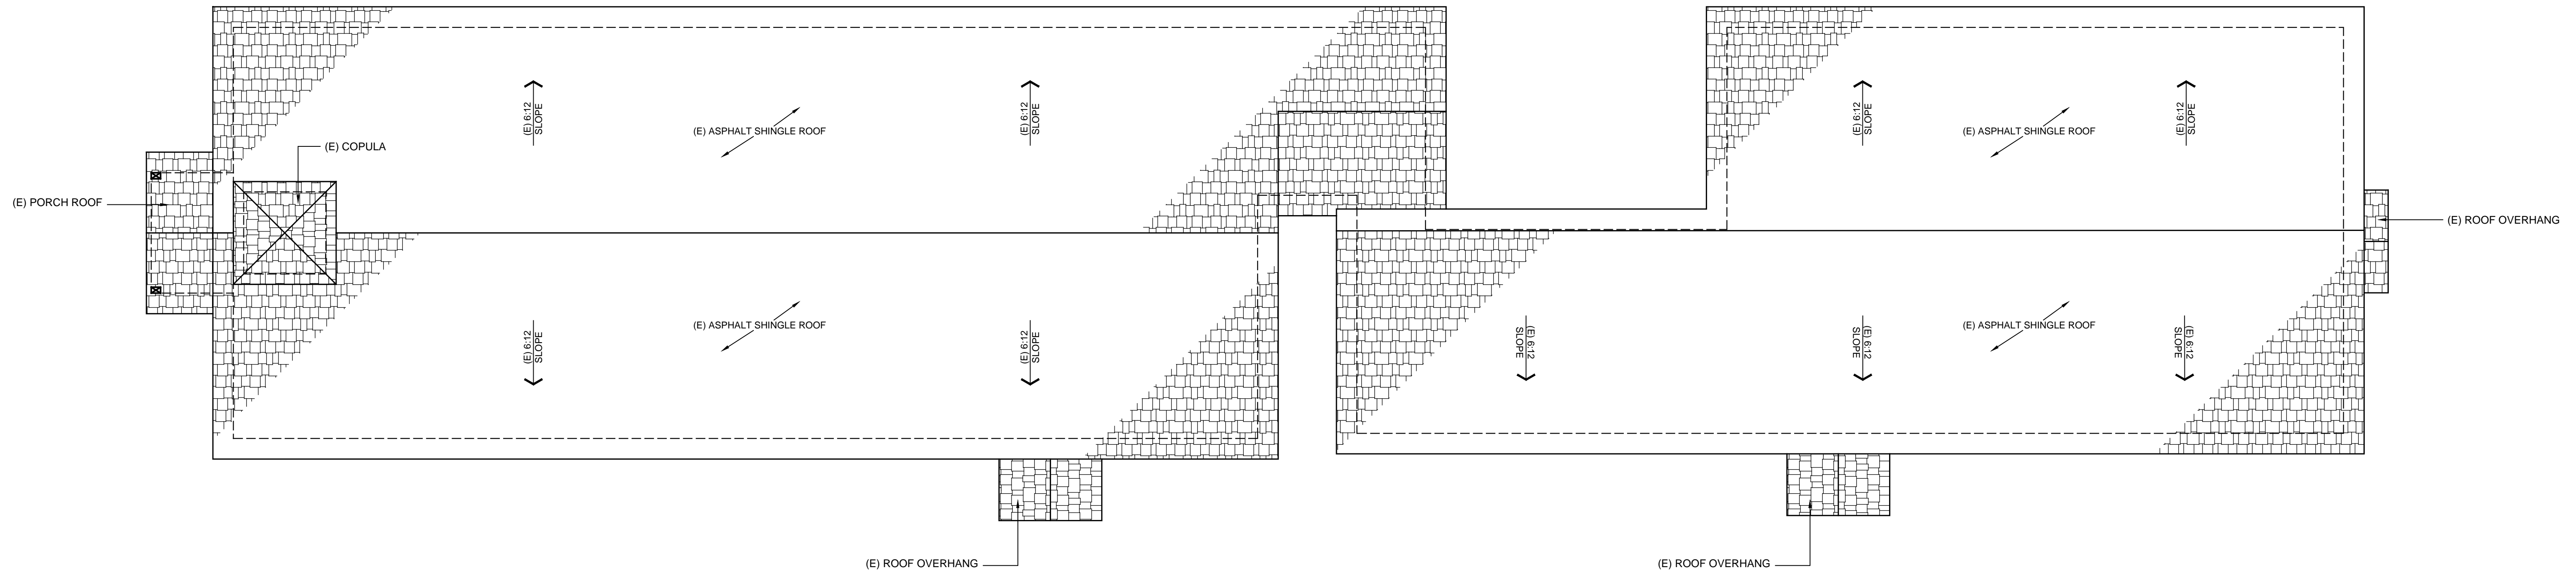 (E) 6:12
SLOPE
(E) 6:12
SLOPE
(E) 6:12
SLOPE
(E) 6:12
SLOPE
(E) ASPHALT SHINGLE ROOF
(E) ASPHALT SHINGLE ROOF
(E) COPULA
(E) PORCH ROOF
(E) ROOF OVERHANG
(E) ASPHALT SHINGLE ROOF
(E) ASPHALT SHINGLE ROOF
(E) 6:12
SLOPE
(E) 6:12
SLOPE
(E) 6:12
SLOPE
(E) 6:12
SLOPE
(E) 6:12
SLOPE
(E) ROOF OVERHANG
(E) ROOF OVERHANG